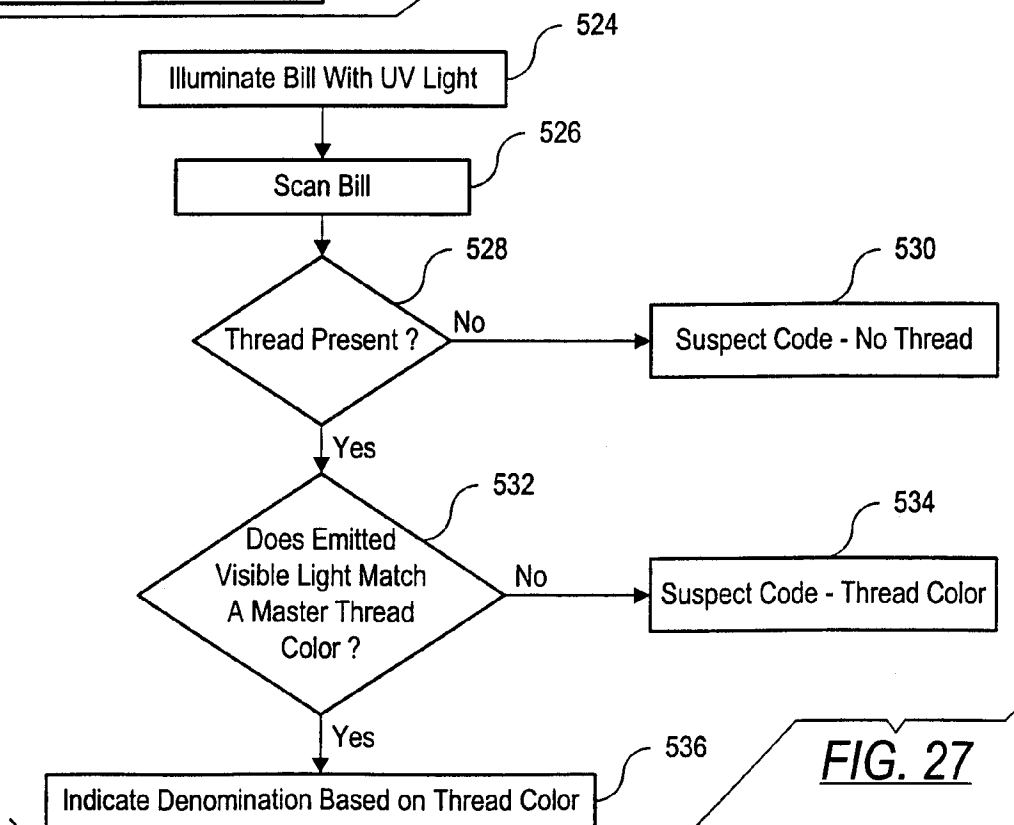 524
Illuminate Bill With UV Light
526
Scan Bill
528
530
Thread Present ?
No
Suspect Code - No Thread
Yes
532
534
Does Emitted
Visible Light Match
A Master Thread
Color ?
No
Suspect Code - Thread Color
Yes
536
Indicate Denomination Based on Thread Color
FIG. 27